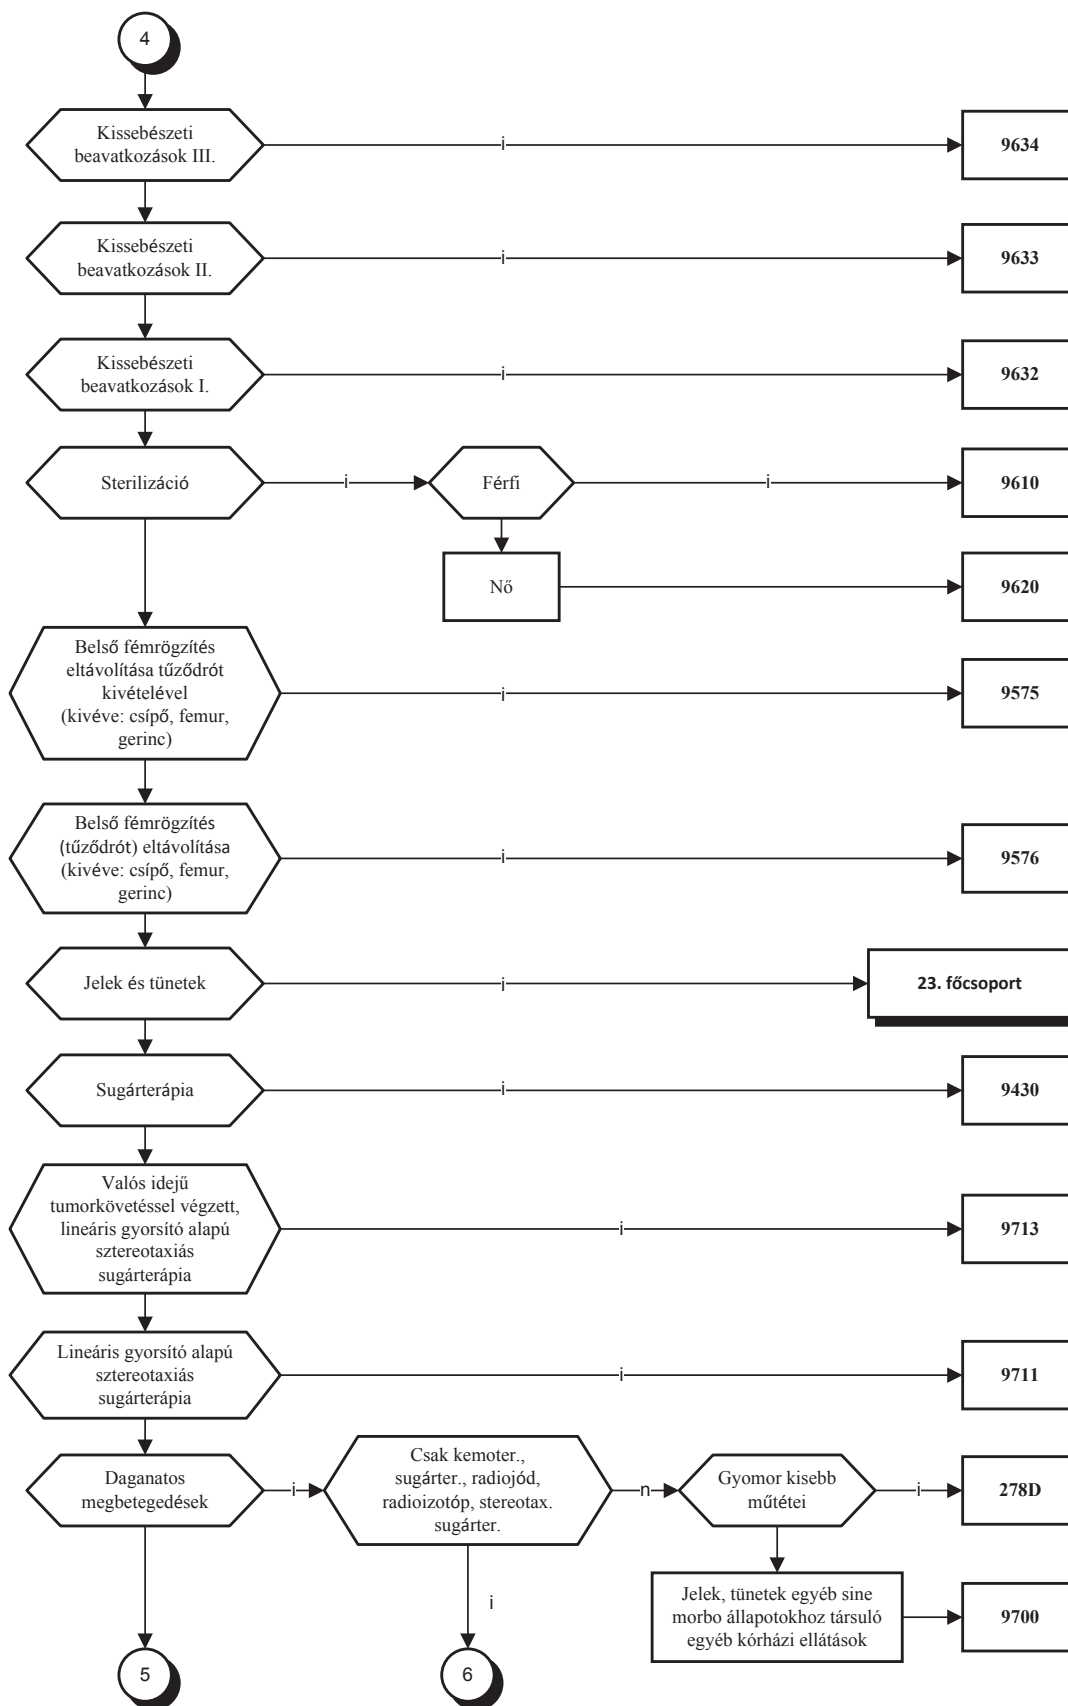 4
Kissebészeti
beavatkozások III.
i
9634
Kissebészeti
beavatkozások II.
i
9633
Kissebészeti
beavatkozások I.
i
9632
Sterilizáció
i
Férfi
i
9610
Nő
9620
Belső fémrögzítés
eltávolítása tűződrót
kivételével
(kivéve: csípő, femur,
gerinc)
i
9575
Belső fémrögzítés
(tűződrót) eltávolítása
(kivéve: csípő, femur,
gerinc)
i
9576
Jelek és tünetek
i
23. főcsoport
Sugárterápia
i
9430
Valós idejű
tumorkövetéssel végzett,
lineáris gyorsító alapú
sztereotaxiás
sugárterápia
i
9713
Lineáris gyorsító alapú
sztereotaxiás
sugárterápia
i
9711
Daganatos
megbetegedések
i
Csak kemoter.,
sugárter., radiojód,
radioizotóp, stereotax.
sugárter.
n
Gyomor kisebb
műtétei
i
278D
i
Jelek, tünetek egyéb sine
morbo állapotokhoz társuló
egyéb kórházi ellátások
9700
5
6